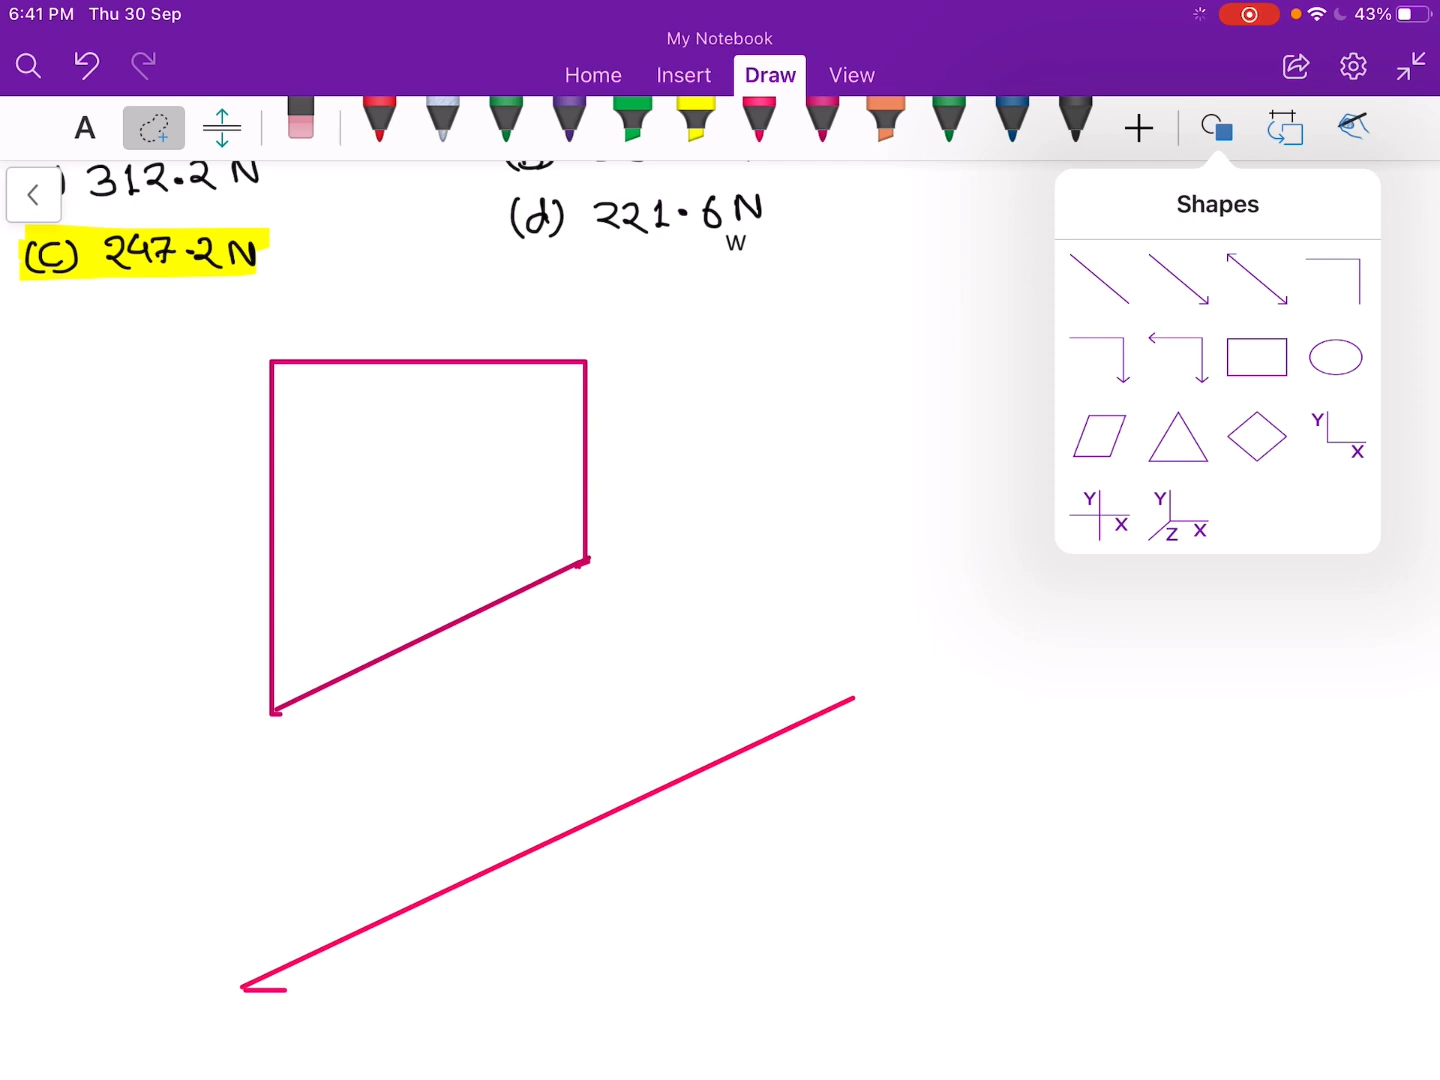 6:41 PM Thu 30 Sep
43%
My Notebook
Home Insert Draw View
A
312.2 N
(d) 221.6 N
W
(C) 247.2 N
Shapes
Y
X
Y
X
Y
Z X